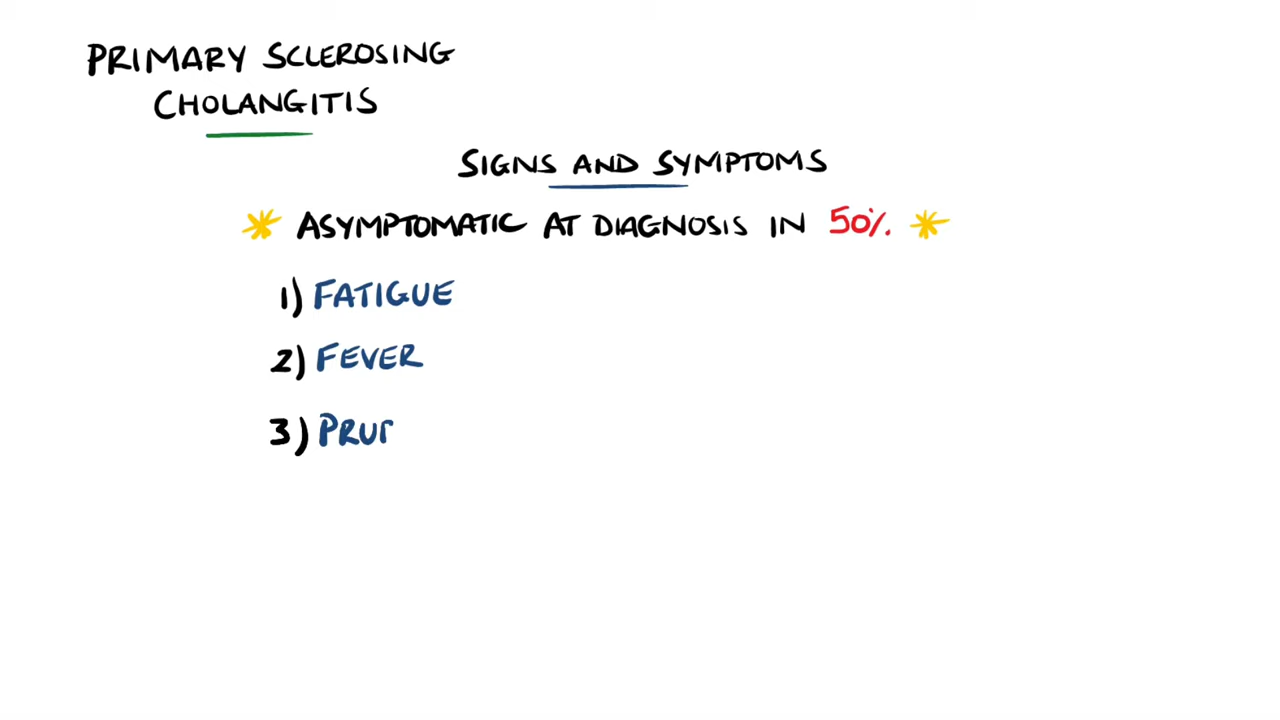 PRIMARY SCLEROSING
CHOLANGITIS
SIGNS AND SYMPTOMS
* ASYMPTOMATIC AT DIAGNOSIS IN 50% *
1) FATIGUE
2) FEVER
3) PRUR